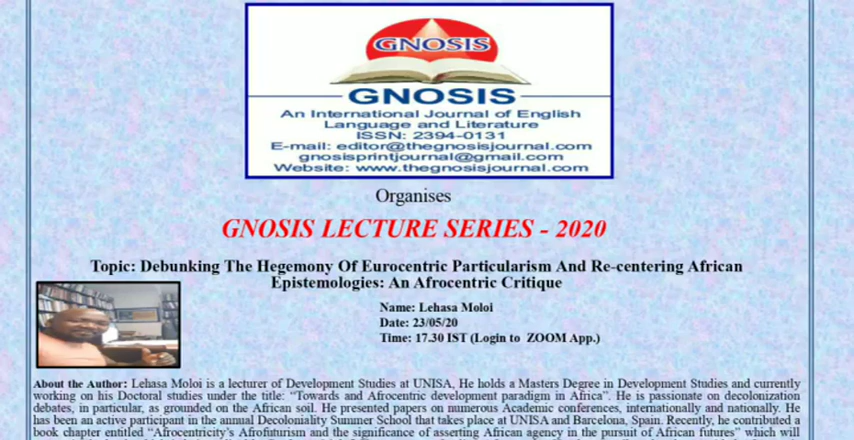 GNOSIS
GNOSIS
An International Journal of English
Language and Literature
ISSN: 2394-0131
E-mail: editor@thegnosisjournal.com
gnosisprintjournal@gmail.com
Website: www.thegnosisjournal.com
Organises
GNOSIS LECTURE SERIES - 2020
Topic: Debunking The Hegemony Of Eurocentric Particularism And Re-centering African
Epistemologies: An Afrocentric Critique
Name: Lehasa Moloi
Date: 23/05/20
Time: 17.30 IST (Login to ZOOM App.)
About the Author: Lehasa Moloi is a lecturer of Development Studies at UNISA, He holds a Masters Degree in Development Studies and currently
working on his Doctoral studies under the title: “Towards and Afrocentric development paradigm in Africa”. He is passionate on decolonization
debates, in particular, as grounded on the African soil. He presented papers on numerous Academic conferences, internationally and nationally. He
has been an active participant in the annual Decoloniality Summer School that takes place at UNISA and Barcelona, Spain. Recently, he contributed a
book chapter entitled “Afrocentricity’s Afrofuturism and the significance of asserting African agency in the pursuit of African futures” which will